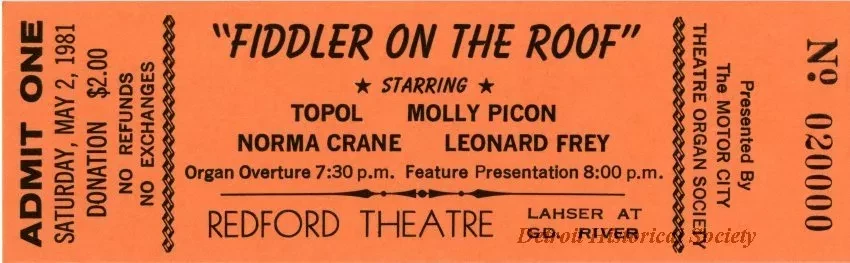 ADMIT ONE
SATURDAY, MAY 2, 1981
DONATION $2.00
NO REFUNDS
NO EXCHANGES
"FIDDLER ON THE ROOF"
★ STARRING ★
TOPOL MOLLY PICON
NORMA CRANE LEONARD FREY
Organ Overture 7:30 p.m. Feature Presentation 8:00 p.m.
REDFORD THEATRE
LAHSER AT
GD. RIVER
Detroit Historical Society
Presented By
The MOTOR CITY
THEATRE ORGAN SOCIETY
Nº 020000